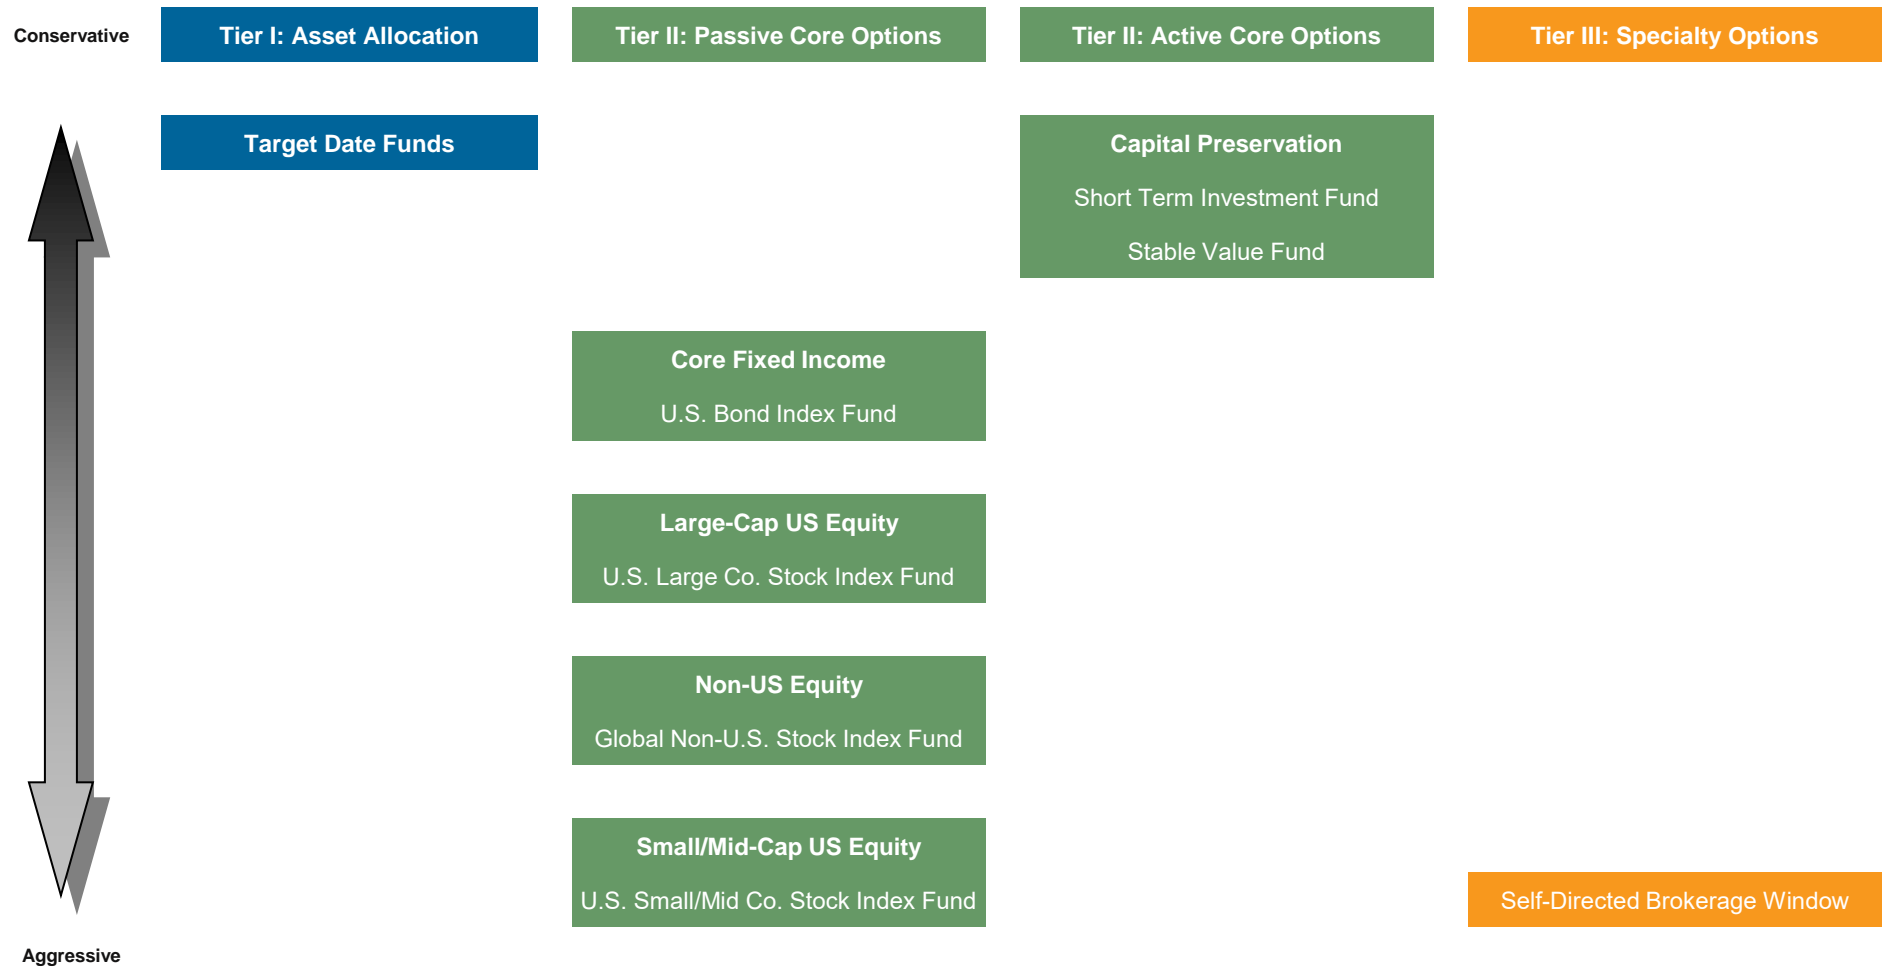 Conservative
Tier I: Asset Allocation
Tier II: Passive Core Options
Tier II: Active Core Options
Tier III: Specialty Options
Target Date Funds
Capital Preservation
Short Term Investment Fund
Stable Value Fund
Core Fixed Income
U.S. Bond Index Fund
Large-Cap US Equity
U.S. Large Co. Stock Index Fund
Non-US Equity
Global Non-U.S. Stock Index Fund
Small/Mid-Cap US Equity
U.S. Small/Mid Co. Stock Index Fund
Self-Directed Brokerage Window
Aggressive